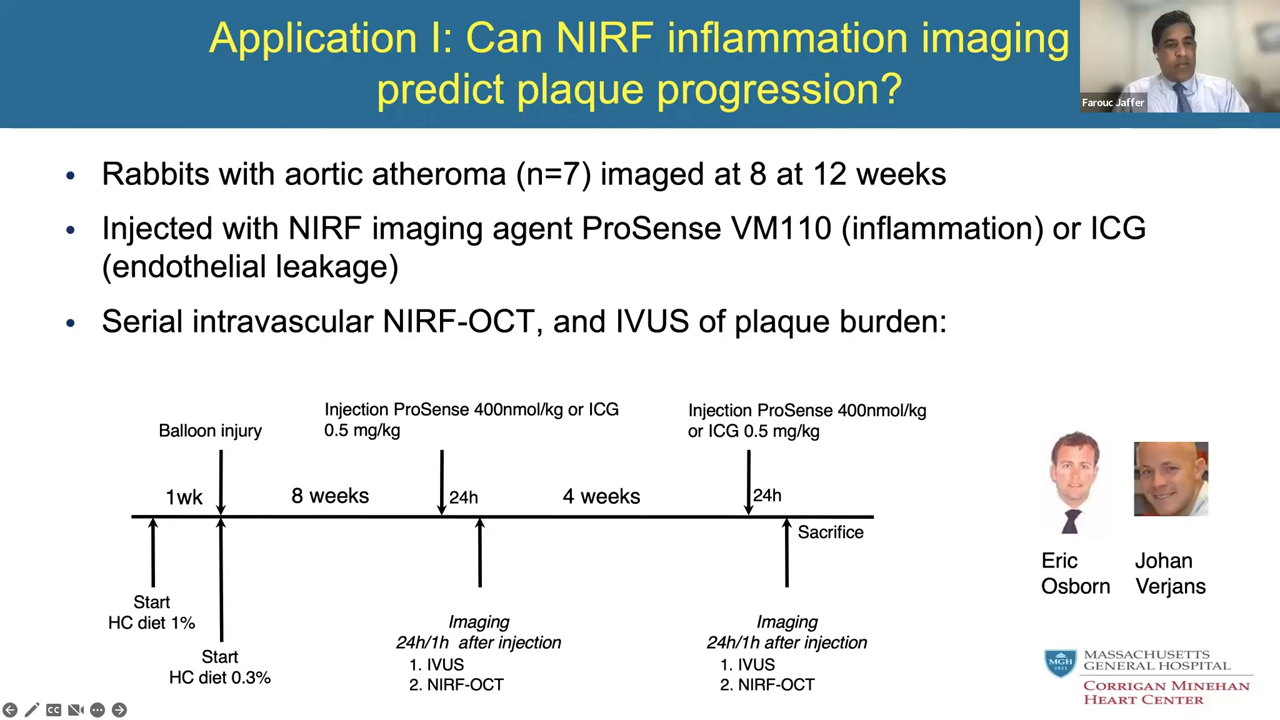 Application I: Can NIRF inflammation imaging
predict plaque progression?
Farouc Jaffer
• Rabbits with aortic atheroma (n=7) imaged at 8 at 12 weeks
• Injected with NIRF imaging agent ProSense VM110 (inflammation) or ICG
(endothelial leakage)
• Serial intravascular NIRF-OCT, and IVUS of plaque burden:
Injection ProSense 400nmol/kg or ICG
0.5 mg/kg
Injection ProSense 400nmol/kg
or ICG 0.5 mg/kg
Balloon injury
1wk
8 weeks
24h
4 weeks
24h
Sacrifice
Start
HC diet 1%
Start
HC diet 0.3%
Imaging
24h/1h after injection
1. IVUS
2. NIRF-OCT
Imaging
24h/1h after injection
1. IVUS
2. NIRF-OCT
Eric
Osborn
Johan
Verjans
MGH
1811
MASSACHUSETTS
GENERAL HOSPITAL
CORRIGAN MINEHAN
HEART CENTER
CC